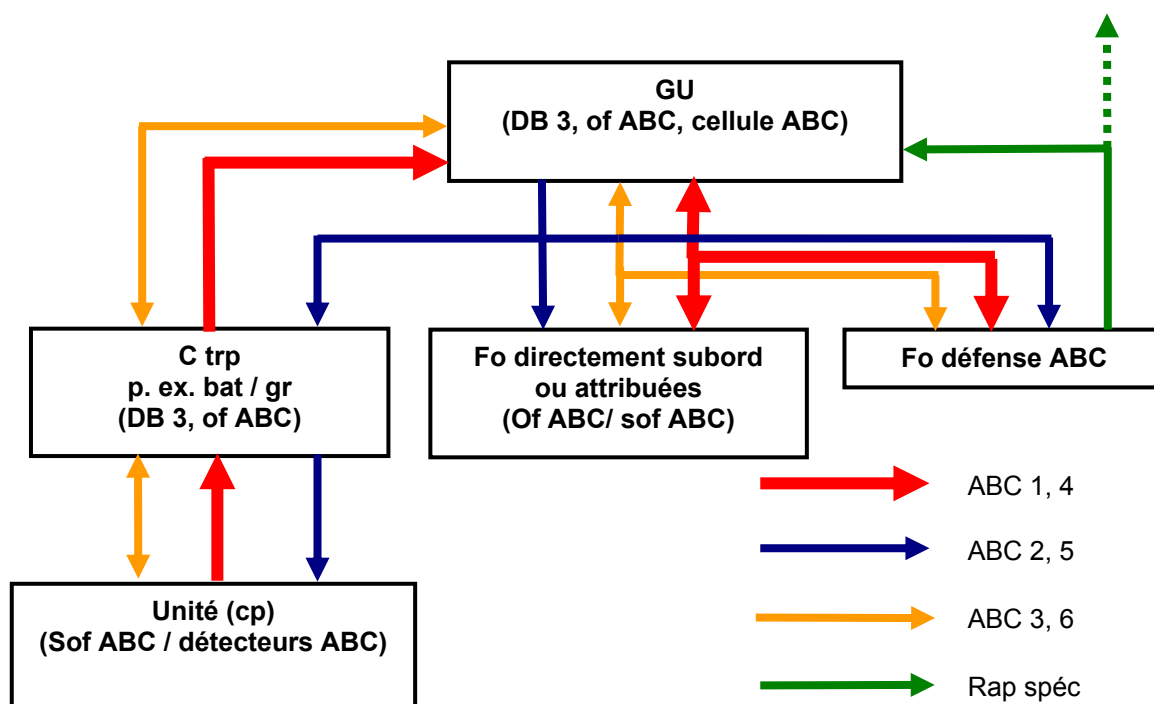 GU
(DB 3, of ABC, cellule ABC)
C trp
p. ex. bat / gr
(DB 3, of ABC)
Fo directement subord
ou attribuées
(Of ABC/ sof ABC)
Fo défense ABC
Unité (cp)
(Sof ABC / détecteurs ABC)
ABC 1, 4
ABC 2, 5
ABC 3, 6
Rap spéc